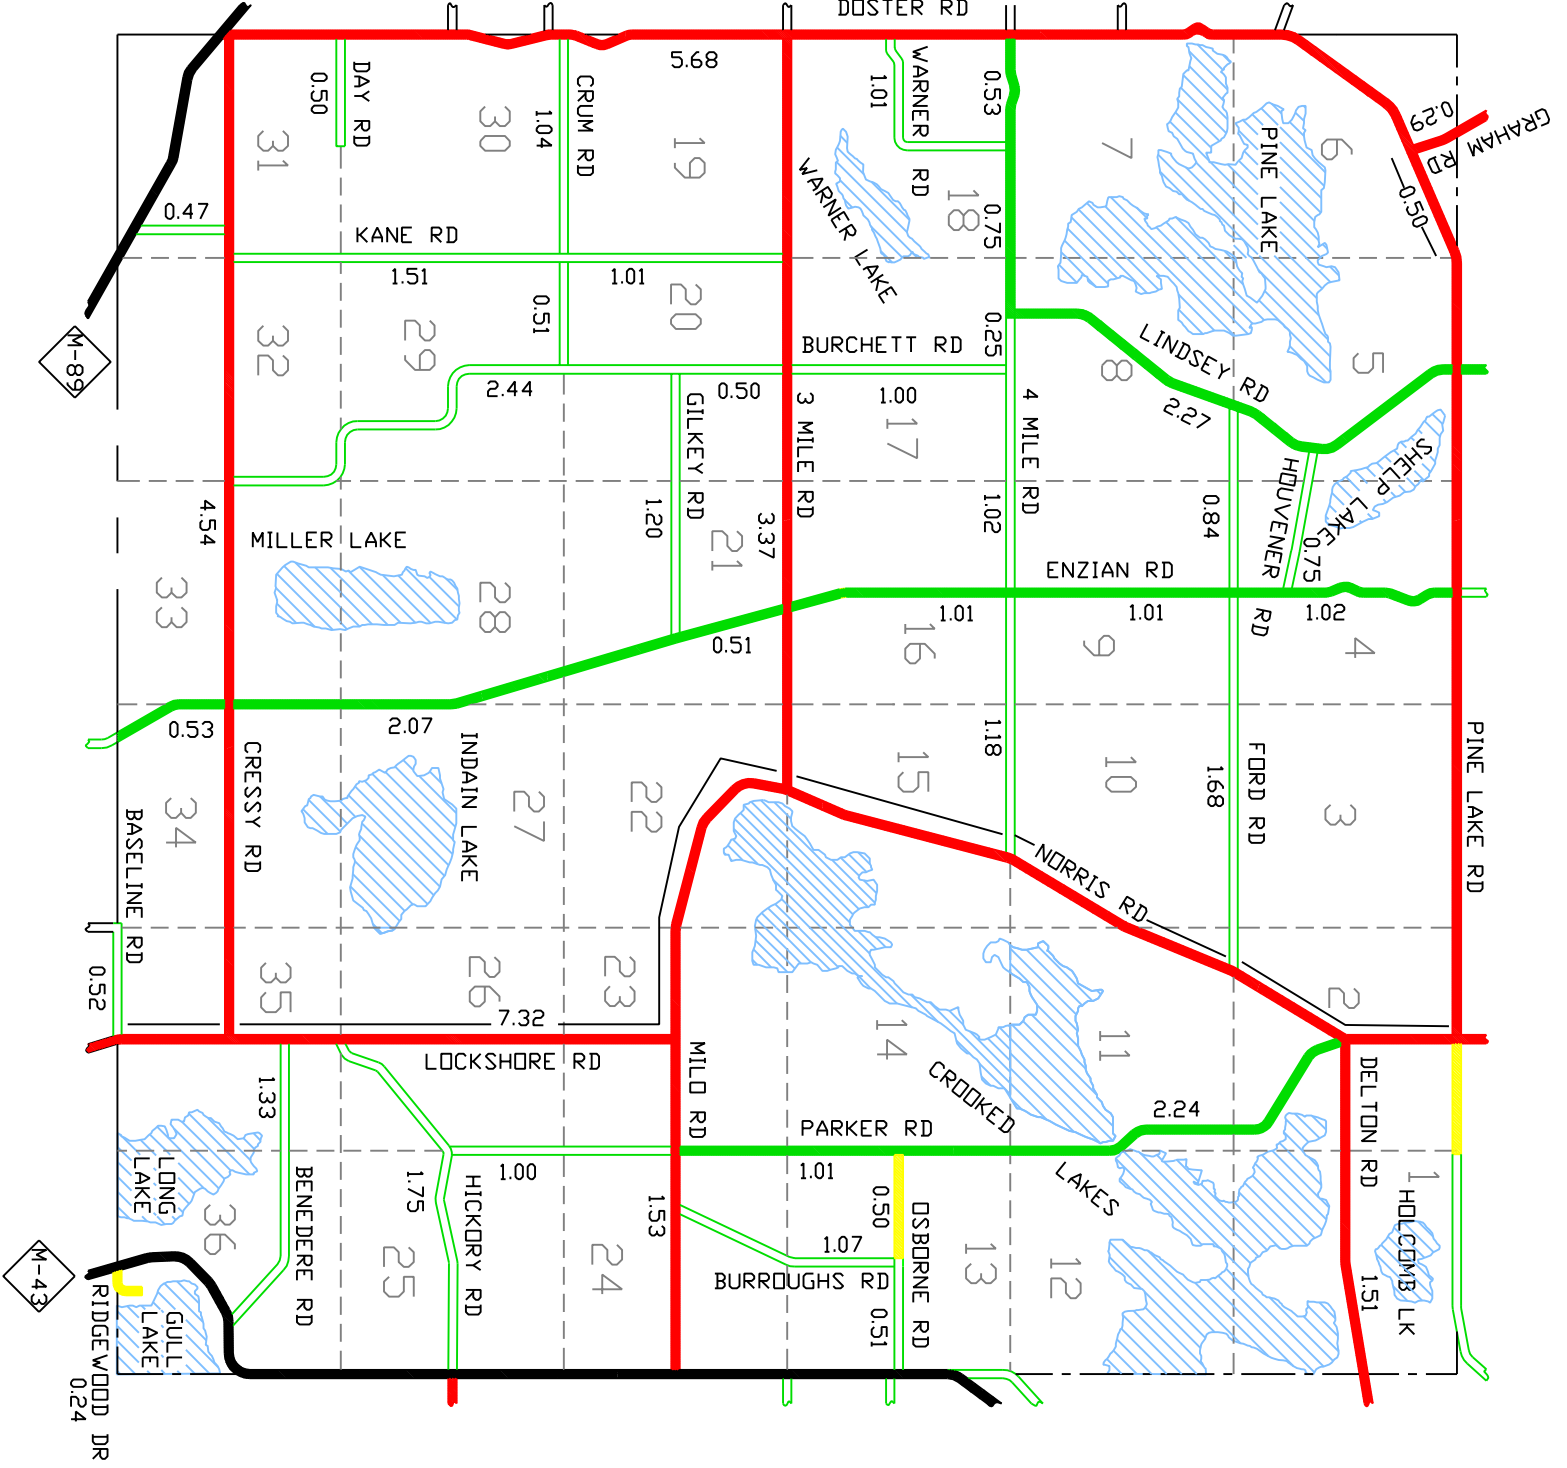 DOSTER RD
5.68
DAY RD
0.50
CRUM RD
1.04
WARNER RD
1.01
0.53
GRAHAM RD
0.29
0.50
PINE LAKE
31
30
19
18
7
6
WARNER LAKE
0.75
0.47
KANE RD
1.51
1.01
0.51
0.25
M-89
32
29
20
BURCHETT RD
LINDSEY RD
2.27
8
5
2.44
0.50
1.00
GILKEY RD
3 MILE RD
17
4 MILE RD
SHELP LAKE
HOUVENER RD
0.75
4.54
MILLER LAKE
1.20
3.37
21
1.02
0.84
ENZIAN RD
1.01
1.01
1.02
33
28
0.51
16
9
4
0.53
2.07
CRESSY RD
INDAIN LAKE
1.18
15
10
1.68
FORD RD
3
PINE LAKE RD
34
27
22
BASELINE RD
NORRIS RD
0.52
35
26
23
7.32
2
14
11
LOCKSHORE RD
MILO RD
CROOKED LAKES
1.33
2.24
DELTON RD
PARKER RD
1.01
1.00
LONG
LAKE
BENEDERE RD
1.75
HICKORY RD
1.53
0.50
OSBORNE RD
1
HOLCOMB LK
36
25
24
1.07
BURROUGHS RD
0.51
13
12
1.51
M-43
GULL
LAKE
RIDGEWOOD DR
0.24